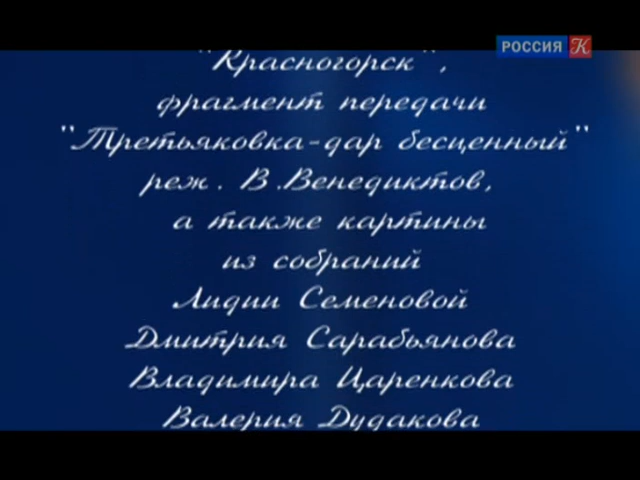 РОССИЯ К
"Красногорск",
фрагмент передачи
"Третьяковка-дар бесценный"
реж. В.Венедиктов,
а также картины
из собраний
Лидии Семеновой
Дмитрия Сарабьянова
Владимира Царенкова
Валерия Дудакова